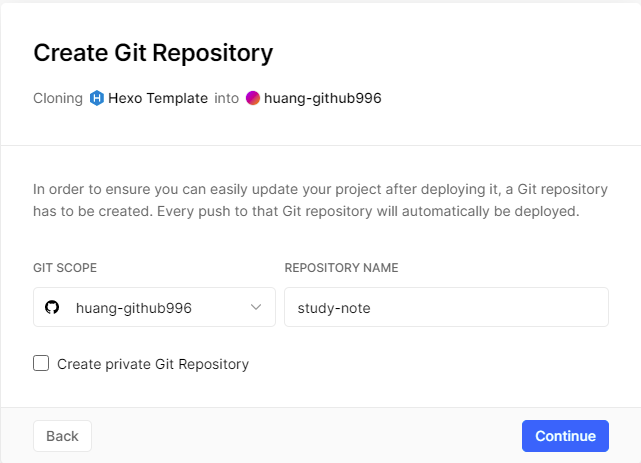 Create Git Repository
Cloning Hexo Template into huang-github996
In order to ensure you can easily update your project after deploying it, a Git repository
has to be created. Every push to that Git repository will automatically be deployed.
GIT SCOPE REPOSITORY NAME
huang-github996 study-note
Create private Git Repository
Back Continue